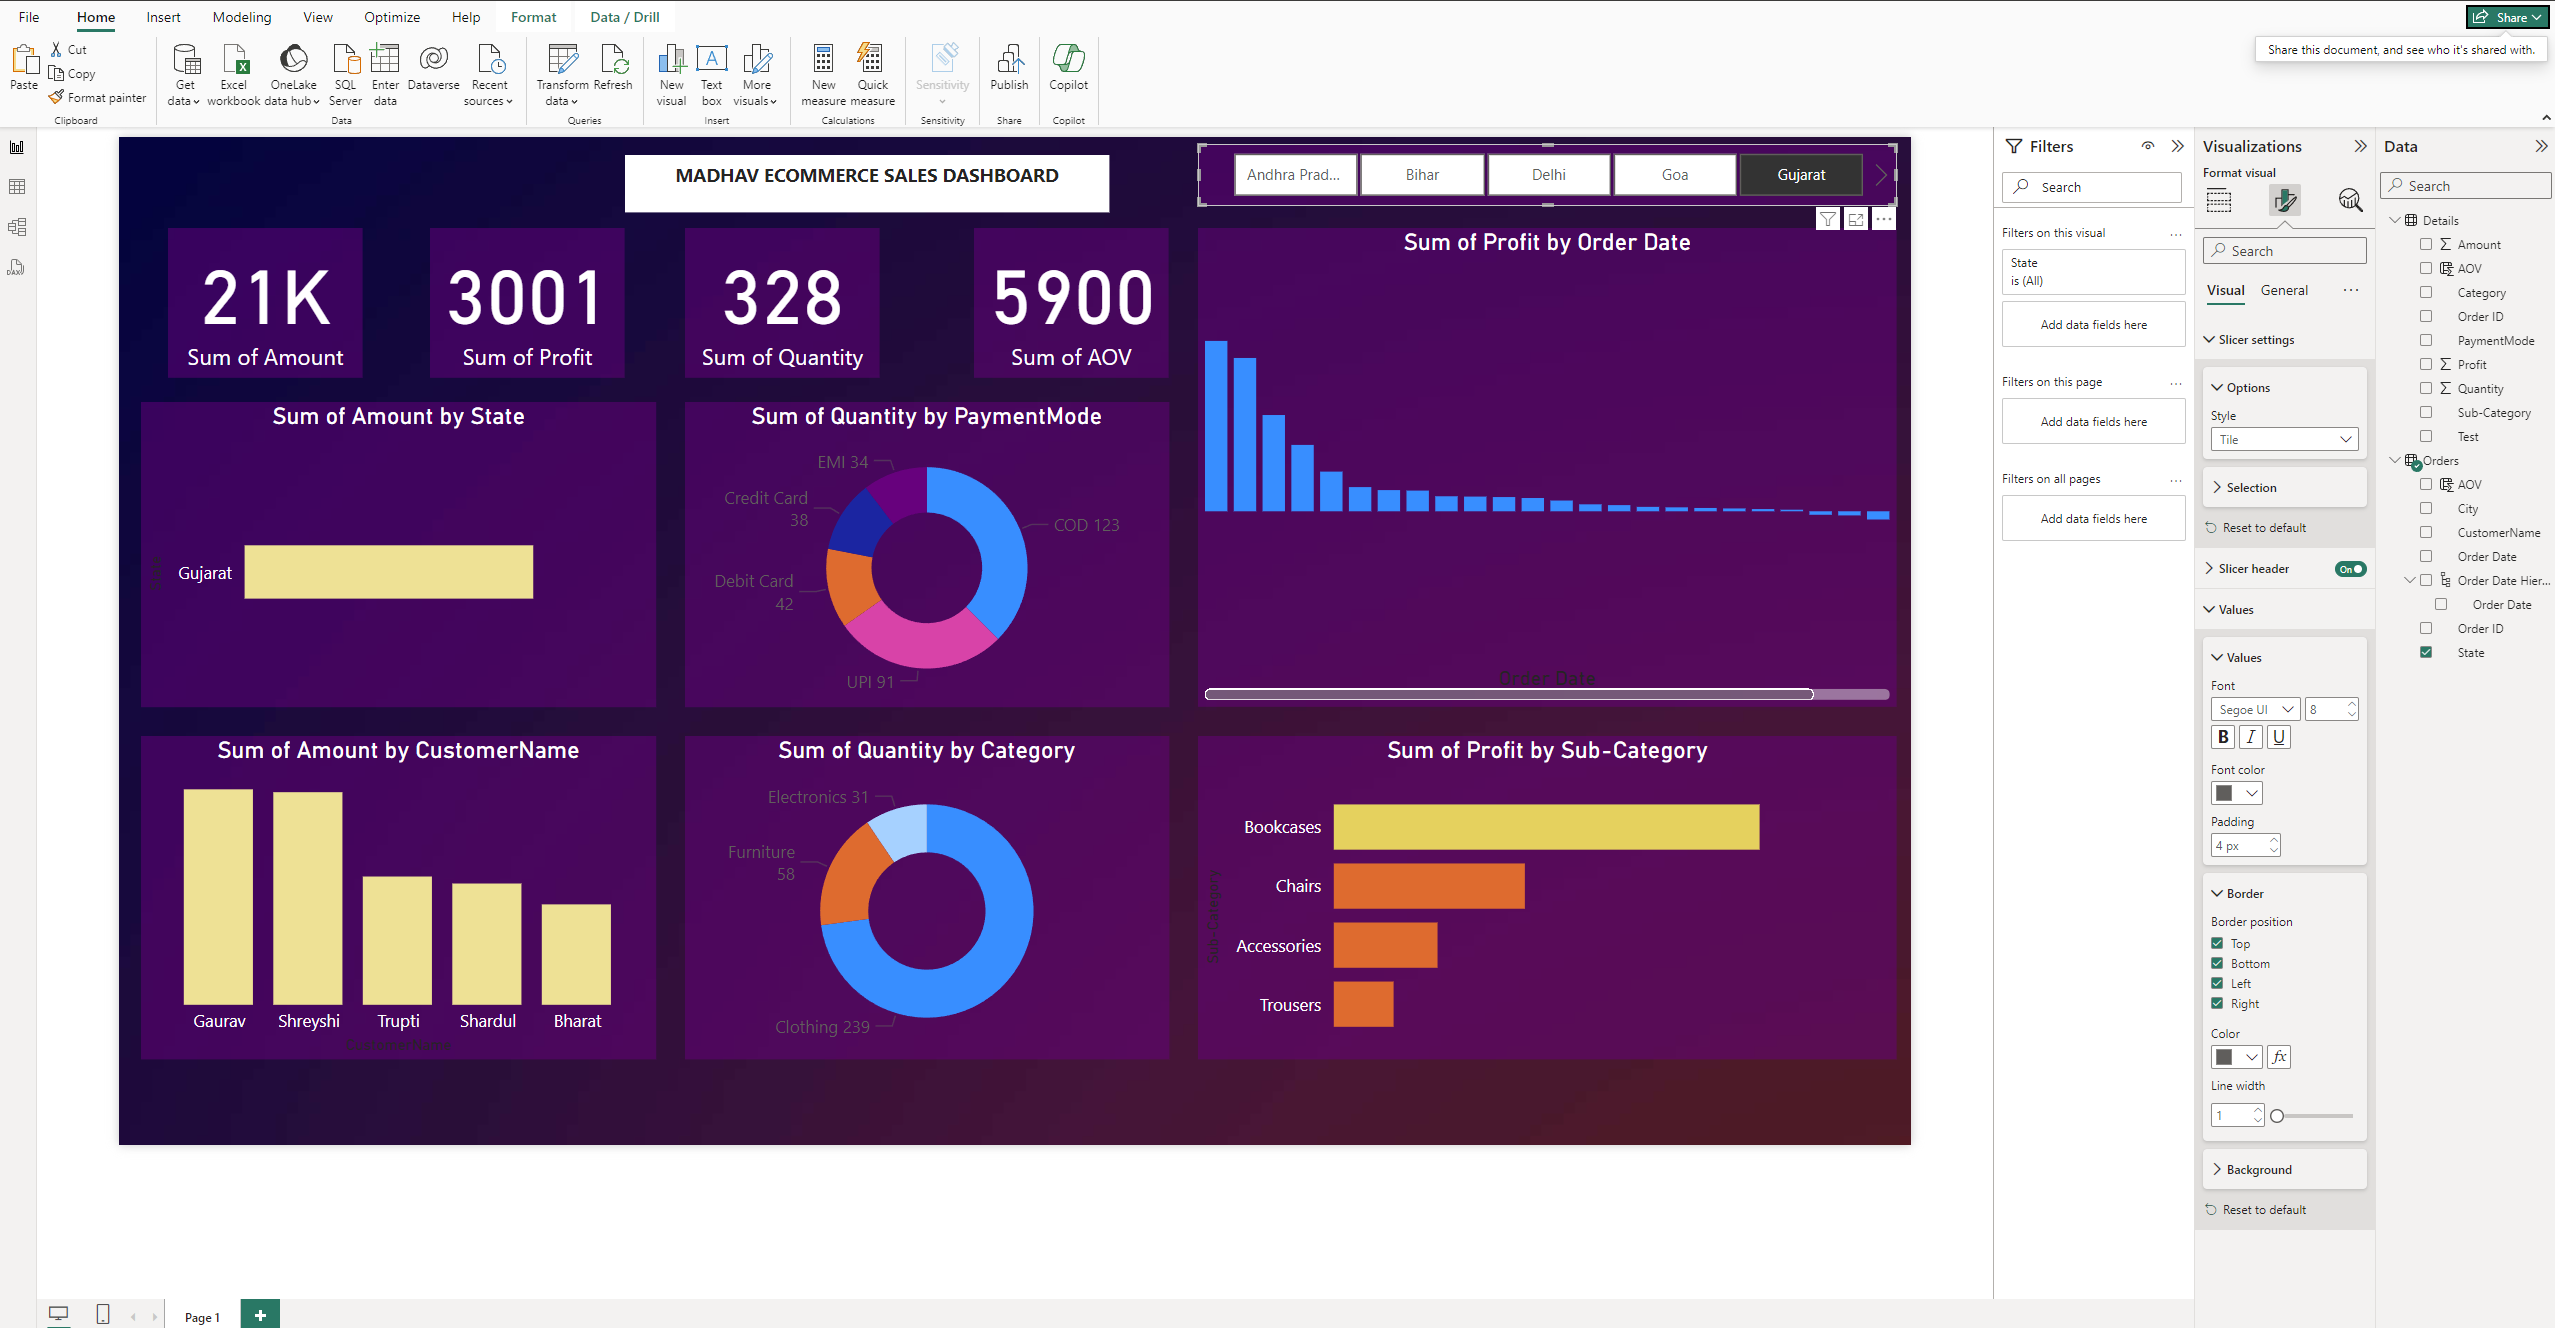 File Home Insert Modeling View Optimize Help Format Data / Drill
Share
Share this document, and see who it's shared with.
Paste
Cut
Copy
Format painter
Clipboard
Get data
Excel workbook
OneLake data hub
SQL Server
Enter data
Dataverse
Recent sources
Data
Transform data
Refresh
Queries
New visual
Text box
More visuals
Insert
New measure
Quick measure
Calculations
Sensitivity
Sensitivity
Publish
Share
Copilot
Copilot
MADHAV ECOMMERCE SALES DASHBOARD
Andhra Prad...
Bihar
Delhi
Goa
Gujarat
21K
Sum of Amount
3001
Sum of Profit
328
Sum of Quantity
5900
Sum of AOV
Sum of Profit by Order Date
Order Date
Sum of Amount by State
State
Gujarat
Sum of Quantity by PaymentMode
EMI 34
Credit Card
38
COD 123
Debit Card
42
UPI 91
Sum of Amount by CustomerName
Gaurav
Shreyshi
Trupti
Shardul
Bharat
CustomerName
Sum of Quantity by Category
Electronics 31
Furniture
58
Clothing 239
Sum of Profit by Sub-Category
Sub-Category
Bookcases
Chairs
Accessories
Trousers
Filters
Search
Filters on this visual
...
State
is (All)
Add data fields here
Filters on this page
...
Add data fields here
Filters on all pages
...
Add data fields here
Visualizations
Format visual
Search
Visual
General
...
Slicer settings
Options
Style
Tile
Selection
Reset to default
Slicer header
On
Values
Values
Font
Segoe UI
8
B
I
U
Font color
Padding
4 px
Border
Border position
Top
Bottom
Left
Right
Color
fx
Line width
1
Background
Reset to default
Data
Search
Details
Amount
AOV
Category
Order ID
PaymentMode
Profit
Quantity
Sub-Category
Test
Orders
AOV
City
CustomerName
Order Date
Order Date Hier...
Order Date
Order ID
State
DAX
Page 1